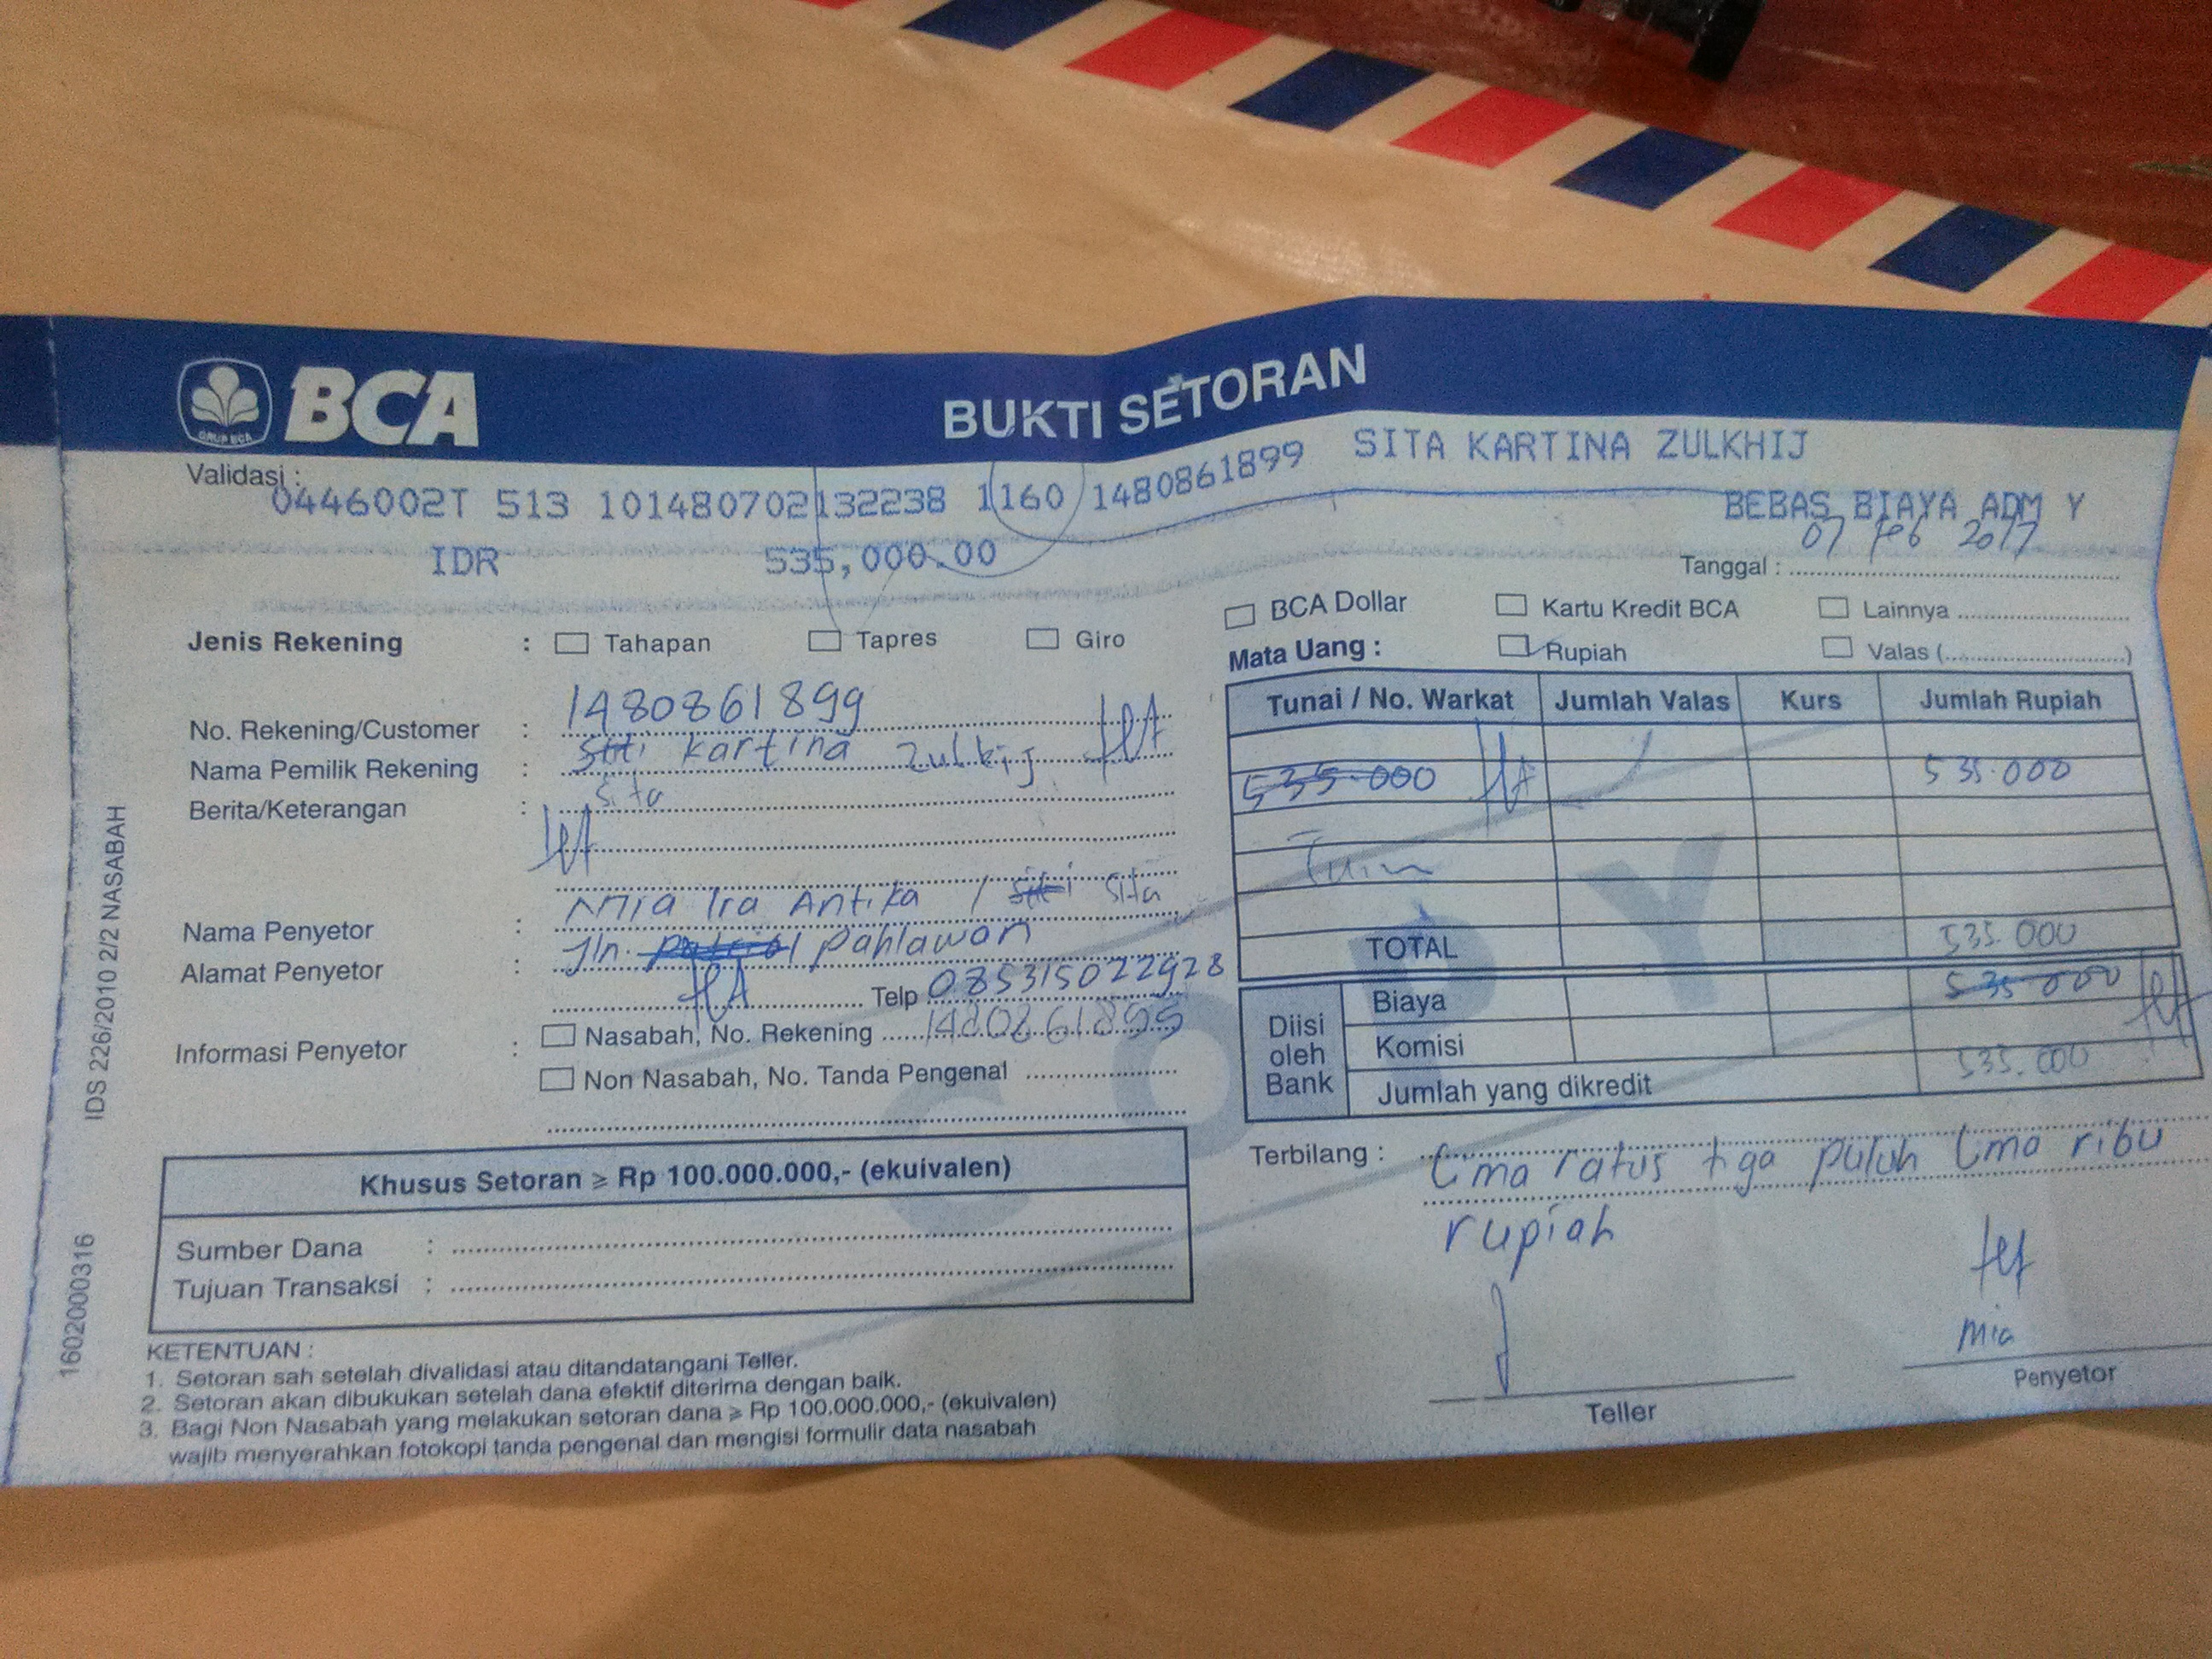 GRUP BCA
BCA
BUKTI SETORAN
Validasi :
0446002T 513 101480702132238 1160 1480861899 SITA KARTINA ZULKHIJ
BEBAS BIAYA ADM Y
IDR 535,000.00
Tanggal : 07 Feb 2017
Jenis Rekening : Tahapan Tapres Giro
BCA Dollar Kartu Kredit BCA Lainnya
Mata Uang : Rupiah Valas (..........)
No. Rekening/Customer : 1480861899
Nama Pemilik Rekening : Siti Kartina Zulkij
Sita
Berita/Keterangan :
Nama Penyetor : Mia Ira Antika / Siti Sita
Alamat Penyetor : Jln. Pahlawan
Telp 085315022928
Informasi Penyetor : Nasabah, No. Rekening
Non Nasabah, No. Tanda Pengenal
Tunai / No. Warkat Jumlah Valas Kurs Jumlah Rupiah
535.000 535.000
TOTAL 535.000
Diisi oleh Bank
Biaya 535.000
Komisi
Jumlah yang dikredit 535.000
Terbilang : Lima ratus tiga puluh lima ribu
rupiah
Teller
Mia
Penyetor
COPY
Khusus Setoran ≥ Rp 100.000.000,- (ekuivalen)
Sumber Dana :
Tujuan Transaksi :
KETENTUAN :
1. Setoran sah setelah divalidasi atau ditandatangani Teller.
2. Setoran akan dibukukan setelah dana efektif diterima dengan baik.
3. Bagi Non Nasabah yang melakukan setoran dana ≥ Rp 100.000.000,- (ekuivalen)
wajib menyerahkan fotokopi tanda pengenal dan mengisi formulir data nasabah
IDS 226/2010 2/2 NASABAH
1602000316